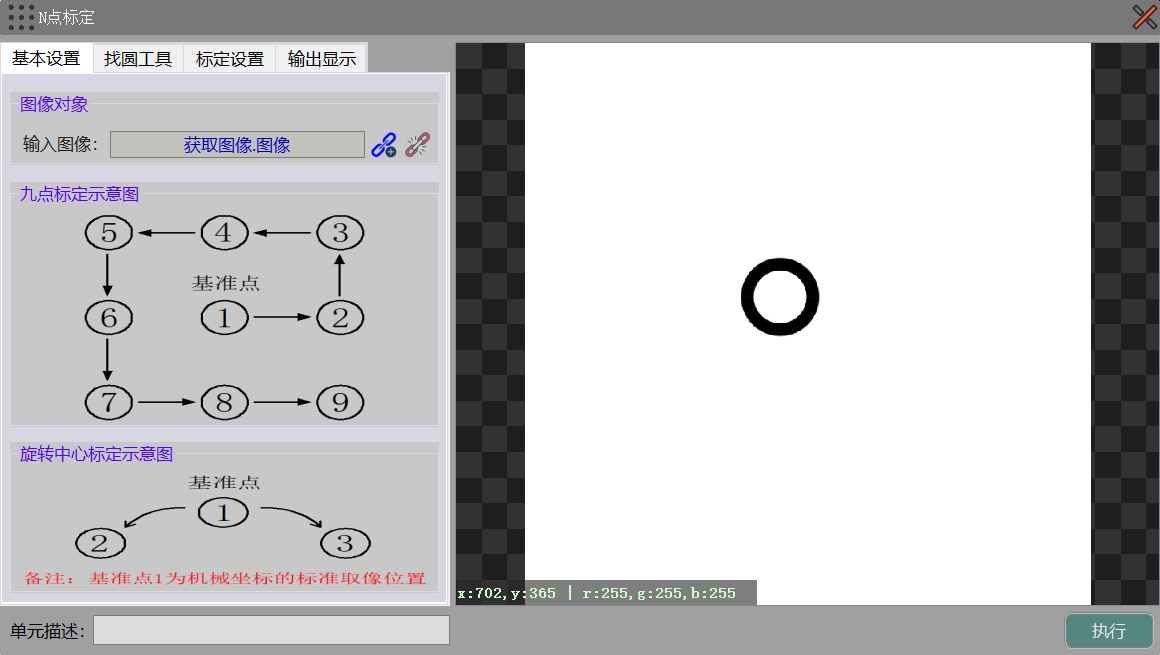 N点标定
基本设置 找圆工具 标定设置 输出显示
图像对象
输入图像: 获取图像.图像
九点标定示意图
5 4 3
基准点
6 1 2
7 8 9
旋转中心标定示意图
基准点
1
2 3
备注: 基准点1为机械坐标的标准取像位置
x:702,y:365 | r:255,g:255,b:255
单元描述: 执行